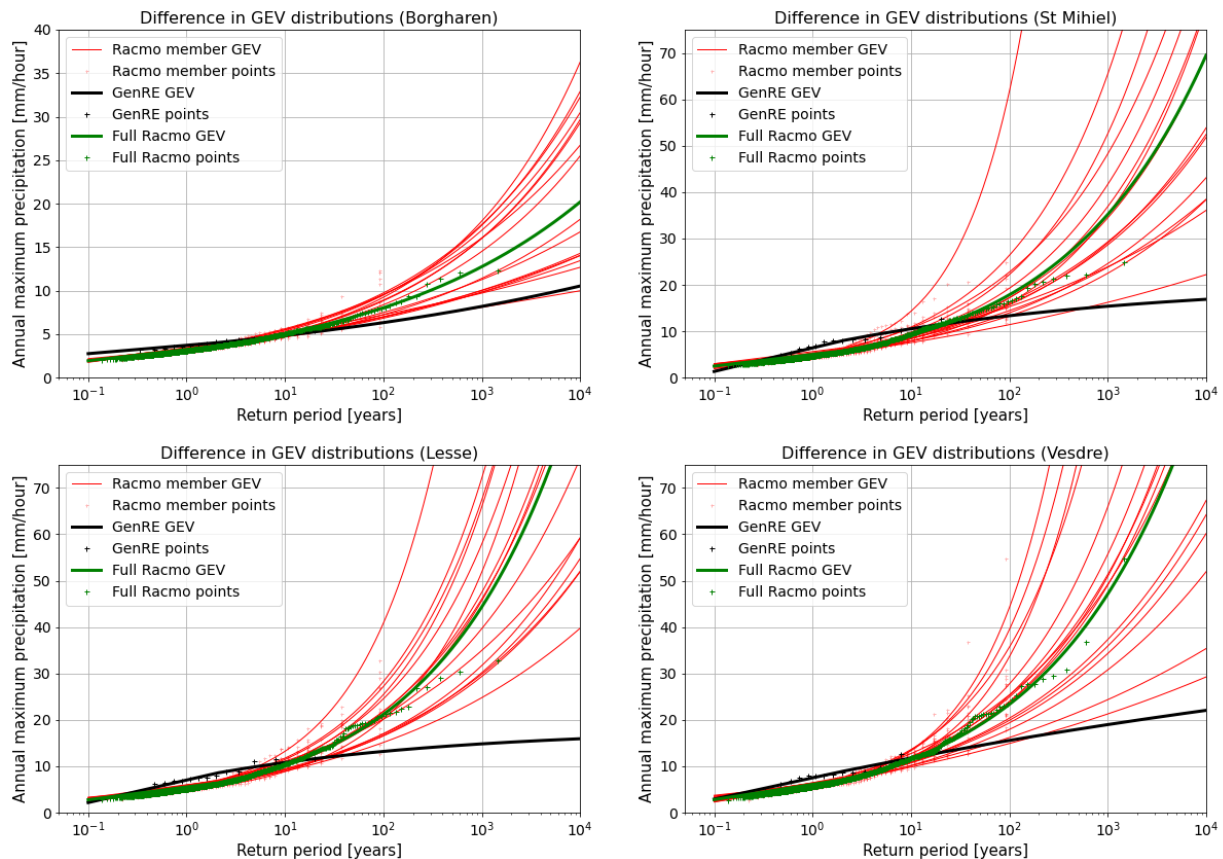 Difference in GEV distributions (Borgharen)
Annual maximum precipitation [mm/hour]
40
35
30
25
20
15
10
5
0
Racmo member GEV
Racmo member points
GenRE GEV
GenRE points
Full Racmo GEV
Full Racmo points
10⁻¹ 10⁰ 10¹ 10² 10³ 10⁴
Return period [years]
Difference in GEV distributions (St Mihiel)
Annual maximum precipitation [mm/hour]
70
60
50
40
30
20
10
0
Racmo member GEV
Racmo member points
GenRE GEV
GenRE points
Full Racmo GEV
Full Racmo points
10⁻¹ 10⁰ 10¹ 10² 10³ 10⁴
Return period [years]
Difference in GEV distributions (Lesse)
Annual maximum precipitation [mm/hour]
70
60
50
40
30
20
10
0
Racmo member GEV
Racmo member points
GenRE GEV
GenRE points
Full Racmo GEV
Full Racmo points
10⁻¹ 10⁰ 10¹ 10² 10³ 10⁴
Return period [years]
Difference in GEV distributions (Vesdre)
Annual maximum precipitation [mm/hour]
70
60
50
40
30
20
10
0
Racmo member GEV
Racmo member points
GenRE GEV
GenRE points
Full Racmo GEV
Full Racmo points
10⁻¹ 10⁰ 10¹ 10² 10³ 10⁴
Return period [years]